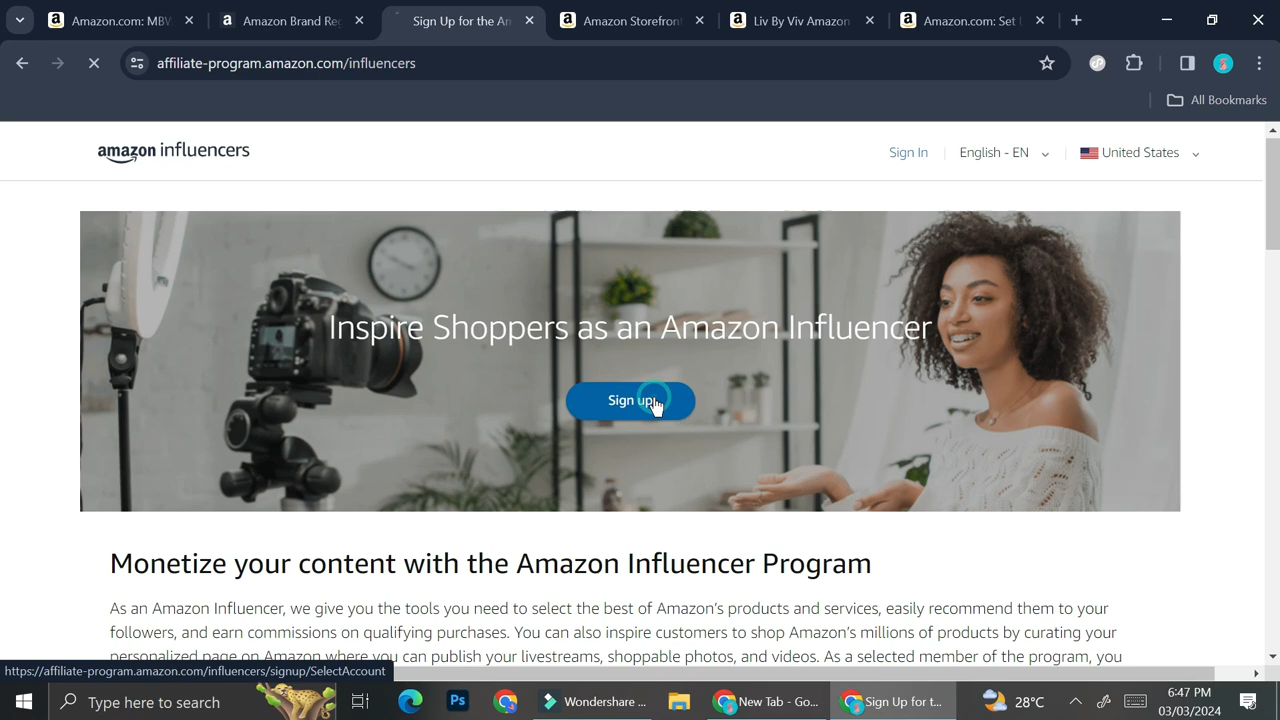 Amazon.com: MBW
Amazon Brand Reg
Sign Up for the Am
Amazon Storefront
Liv By Viv Amazon
Amazon.com: Set U
affiliate-program.amazon.com/influencers
All Bookmarks
amazon influencers
Sign In
English - EN
United States
Inspire Shoppers as an Amazon Influencer
Sign up
Monetize your content with the Amazon Influencer Program
As an Amazon Influencer, we give you the tools you need to select the best of Amazon's products and services, easily recommend them to your
followers, and earn commissions on qualifying purchases. You can also inspire customers to shop Amazon's millions of products by curating your
personalized page on Amazon where you can publish your livestreams, shoppable photos, and videos. As a selected member of the program, you
https://affiliate-program.amazon.com/influencers/signup/SelectAccount
Type here to search
Ps
Wondershare ...
New Tab - Go...
Sign Up for t...
28°C
6:47 PM
03/03/2024